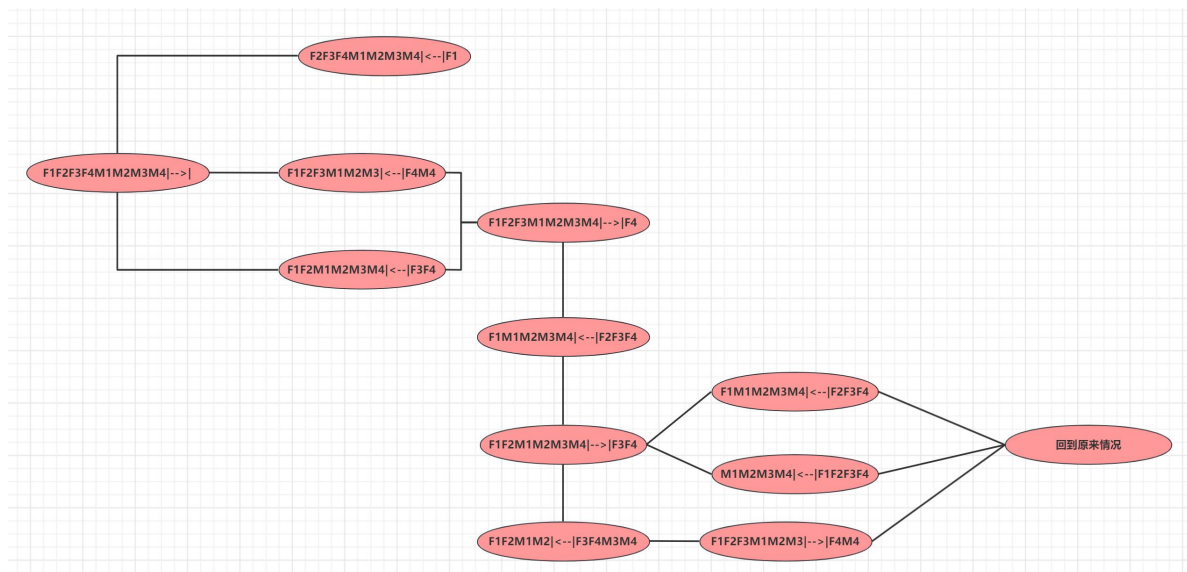 F2F3F4M1M2M3M4|<--|F1
F1F2F3F4M1M2M3M4|-->|
F1F2F3M1M2M3|<--|F4M4
F1F2F3M1M2M3M4|-->|F4
F1F2M1M2M3M4|<--|F3F4
F1M1M2M3M4|<--|F2F3F4
F1M1M2M3M4|<--|F2F3F4
F1F2M1M2M3M4|-->|F3F4
回到原来情况
M1M2M3M4|<--|F1F2F3F4
F1F2M1M2|<--|F3F4M3M4
F1F2F3M1M2M3|-->|F4M4